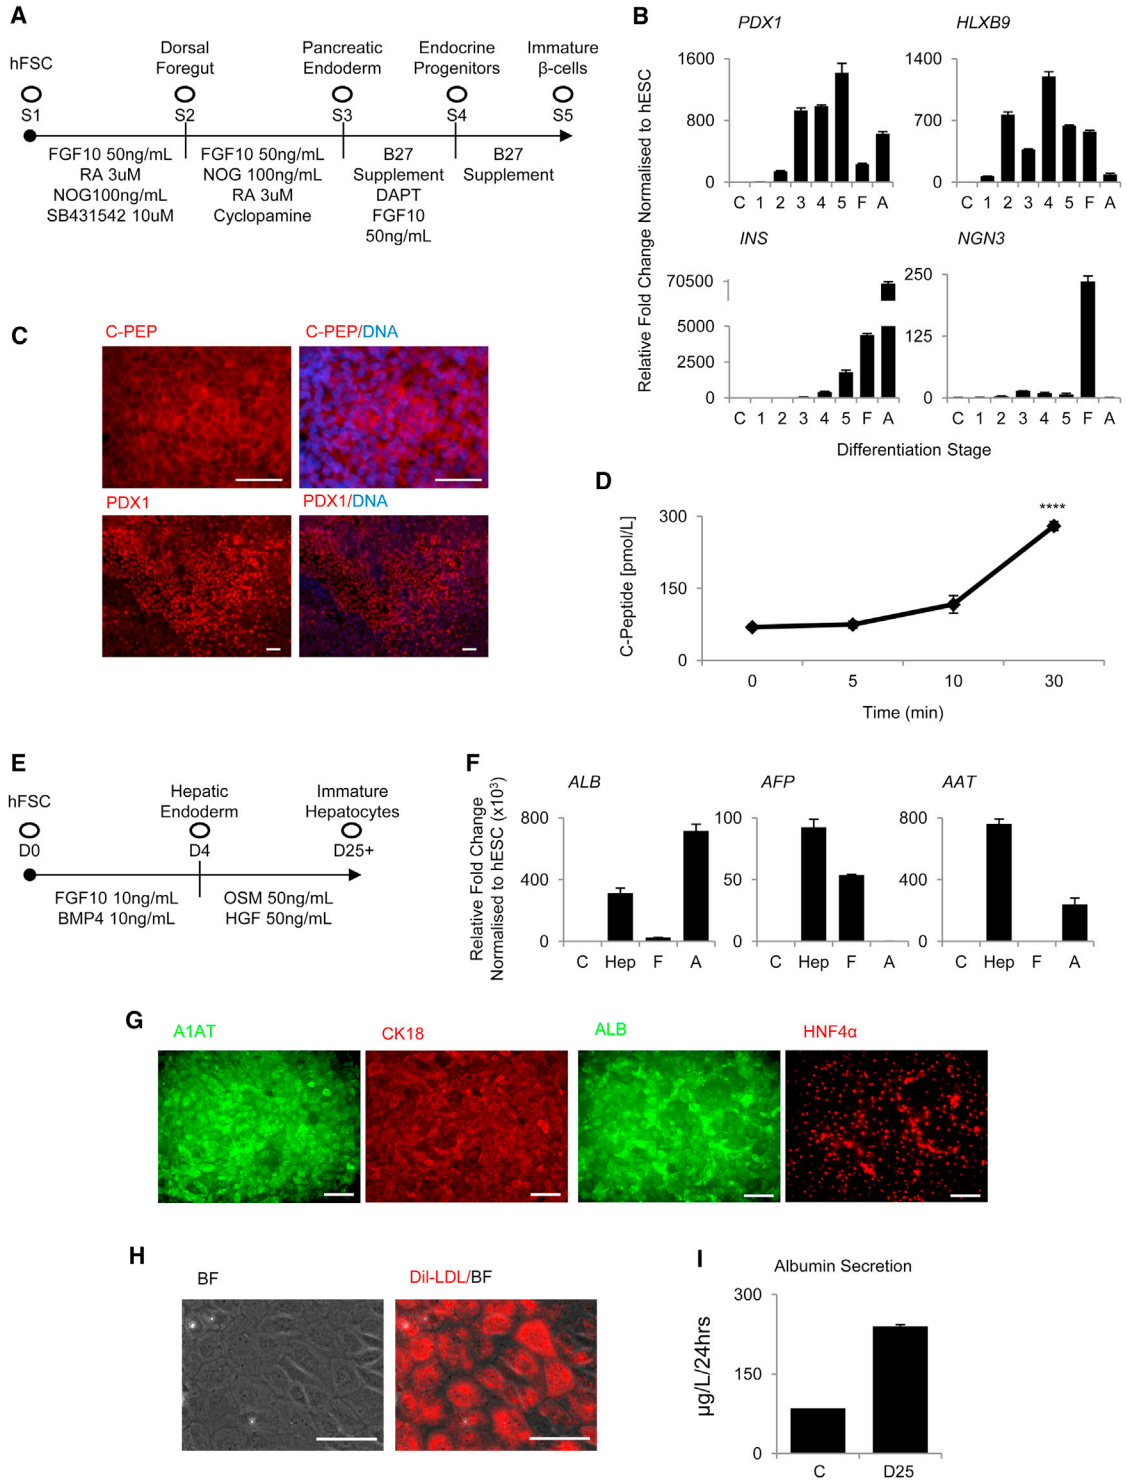 A
hFSC
Dorsal
Foregut
Pancreatic
Endoderm
Endocrine
Progenitors
Immature
β-cells
S1
S2
S3
S4
S5
FGF10 50ng/mL
RA 3uM
NOG100ng/mL
SB431542 10uM
FGF10 50ng/mL
NOG 100ng/mL
RA 3uM
Cyclopamine
B27
Supplement
DAPT
FGF10
50ng/mL
B27
Supplement
B
Relative Fold Change Normalised to hESC
PDX1
1600
800
0
C 1 2 3 4 5 F A
HLXB9
1400
700
0
C 1 2 3 4 5 F A
INS
70500
5000
2500
0
C 1 2 3 4 5 F A
NGN3
250
125
0
C 1 2 3 4 5 F A
Differentiation Stage
C
C-PEP
C-PEP/DNA
PDX1
PDX1/DNA
D
C-Peptide [pmol/L]
300
150
0
****
0 5 10 30
Time (min)
E
hFSC
Hepatic
Endoderm
Immature
Hepatocytes
D0
D4
D25+
FGF10 10ng/mL
BMP4 10ng/mL
OSM 50ng/mL
HGF 50ng/mL
F
Relative Fold Change
Normalised to hESC (x10³)
ALB
800
400
0
C Hep F A
AFP
100
50
0
C Hep F A
AAT
800
400
0
C Hep F A
G
A1AT
CK18
ALB
HNF4α
H
BF
Dil-LDL/BF
I
Albumin Secretion
µg/L/24hrs
300
150
0
C D25